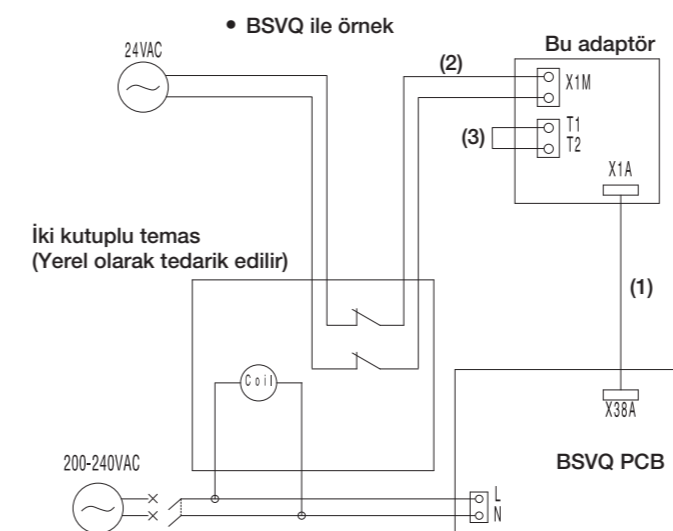 • BSVQ ile örnek
24VAC
Bu adaptör
(2)
X1M
(3)
T1
T2
X1A
İki kutuplu temas
(Yerel olarak tedarik edilir)
(1)
Coil
X38A
200-240VAC
BSVQ PCB
L
N